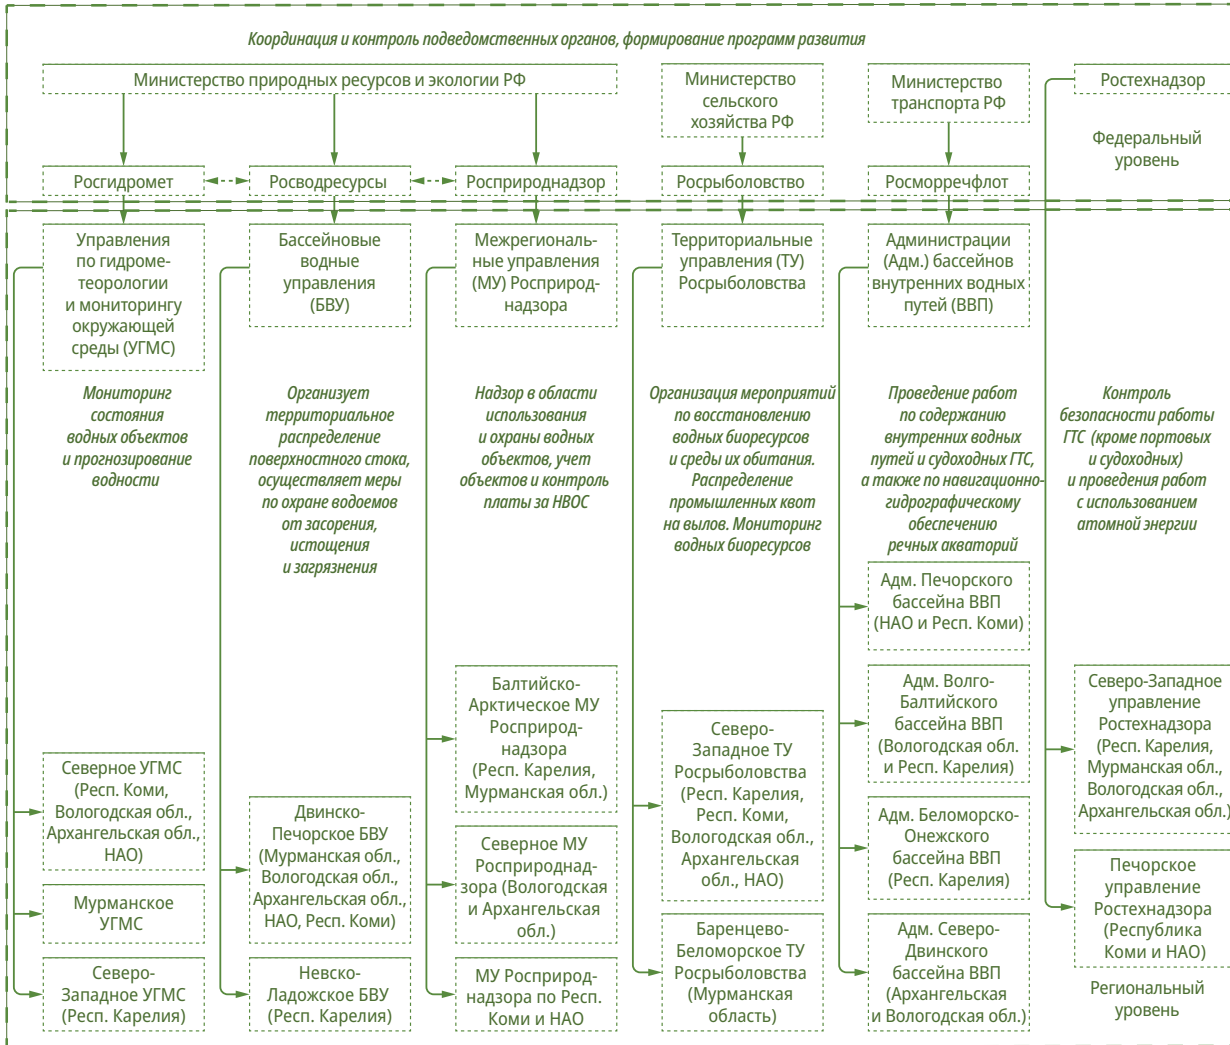 Координация и контроль подведомственных органов, формирование программ развития
Министерство природных ресурсов и экологии РФ
Министерство
сельского
хозяйства РФ
Министерство
транспорта РФ
Ростехнадзор
Федеральный
уровень
Росгидромет
Росводресурсы
Росприроднадзор
Росрыболовство
Росморречфлот
Управления
по гидроме-
теорологии
и мониторингу
окружающей
среды (УГМС)
Бассейновые
водные
управления
(БВУ)
Межрегиональ-
ные управления
(МУ) Росприрод-
надзора
Территориальные
управления (ТУ)
Росрыболовства
Администрации
(Адм.) бассейнов
внутренних водных
путей (ВВП)
Мониторинг
состояния
водных объектов
и прогнозирование
водности
Организует
территориальное
распределение
поверхностного стока,
осуществляет меры
по охране водоемов
от засорения,
истощения
и загрязнения
Надзор в области
использования
и охраны водных
объектов, учет
объектов и контроль
платы за НВОС
Организация мероприятий
по восстановлению
водных биоресурсов
и среды их обитания.
Распределение
промышленных квот
на вылов. Мониторинг
водных биоресурсов
Проведение работ
по содержанию
внутренних водных
путей и судоходных ГТС,
а также по навигационно-
гидрографическому
обеспечению
речных акваторий
Контроль
безопасности работы
ГТС (кроме портовых
и судоходных)
и проведения работ
с использованием
атомной энергии
Северное УГМС
(Респ. Коми,
Вологодская обл.,
Архангельская обл.,
НАО)
Мурманское
УГМС
Северо-
Западное УГМС
(Респ. Карелия)
Двинско-
Печорское БВУ
(Мурманская обл.,
Вологодская обл.,
Архангельская обл.,
НАО, Респ. Коми)
Невско-
Ладожское БВУ
(Респ. Карелия)
Балтийско-
Арктическое МУ
Росприрод-
надзора
(Респ. Карелия,
Мурманская обл.)
Северное МУ
Росприроднад-
зора (Вологодская
и Архангельская
обл.)
МУ Росприрод-
надзора по Респ.
Коми и НАО
Северо-
Западное ТУ
Росрыболовства
(Респ. Карелия,
Респ. Коми,
Вологодская обл.,
Архангельская
обл., НАО)
Баренцево-
Беломорское ТУ
Росрыболовства
(Мурманская
область)
Адм. Печорского
бассейна ВВП
(НАО и Респ. Коми)
Адм. Волго-
Балтийского
бассейна ВВП
(Вологодская обл.
и Респ. Карелия)
Адм. Беломорско-
Онежского
бассейна ВВП
(Респ. Карелия)
Адм. Северо-
Двинского
бассейна ВВП
(Архангельская
и Вологодская обл.)
Северо-Западное
управление
Ростехнадзора
(Респ. Карелия,
Мурманская обл.,
Вологодская обл.,
Архангельская обл.)
Печорское
управление
Ростехнадзора
(Республика
Коми и НАО)
Региональный
уровень